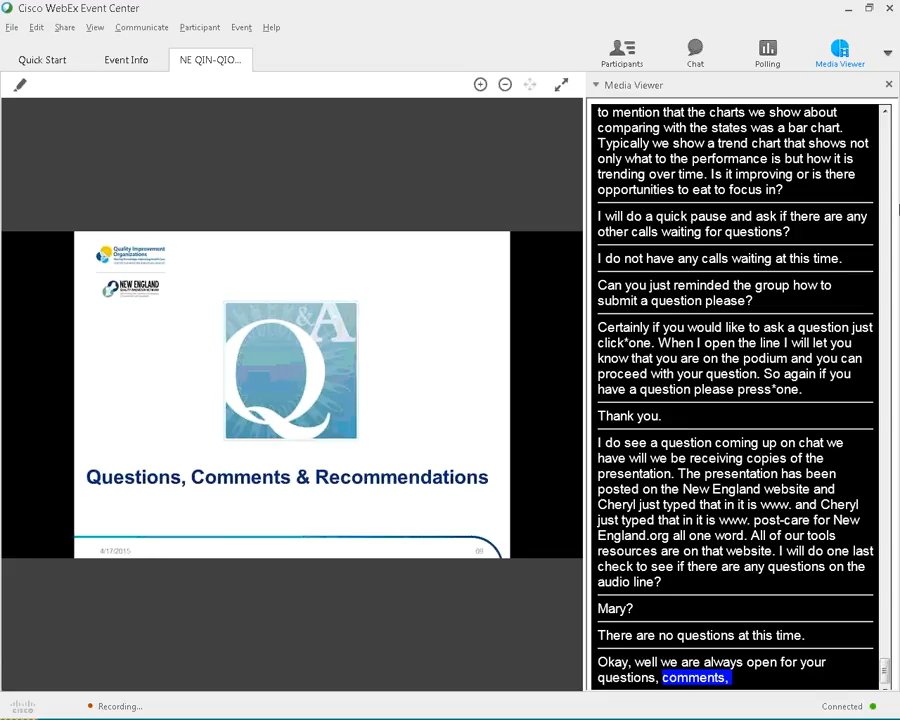 Cisco WebEx Event Center
File Edit Share View Communicate Participant Event Help
Quick Start Event Info NE QIN-QIO...
Participants Chat Polling Media Viewer
Media Viewer
to mention that the charts we show about
comparing with the states was a bar chart.
Typically we show a trend chart that shows not
only what to the performance is but how it is
trending over time. Is it improving or is there
opportunities to eat to focus in?
I will do a quick pause and ask if there are any
other calls waiting for questions?
I do not have any calls waiting at this time.
Can you just reminded the group how to
submit a question please?
Certainly if you would like to ask a question just
click*one. When I open the line I will let you
know that you are on the podium and you can
proceed with your question. So again if you
have a question please press*one.
Thank you.
I do see a question coming up on chat we
have will we be receiving copies of the
presentation. The presentation has been
posted on the New England website and
Cheryl just typed that in it is www. and Cheryl
just typed that in it is www. post-care for New
England.org all one word. All of our tools
resources are on that website. I will do one last
check to see if there are any questions on the
audio line?
Mary?
There are no questions at this time.
Okay, well we are always open for your
questions, comments,
Quality Improvement
Organizations
NEW ENGLAND
Q & A
Questions, Comments & Recommendations
4/17/2015
CISCO
Recording...
Connected